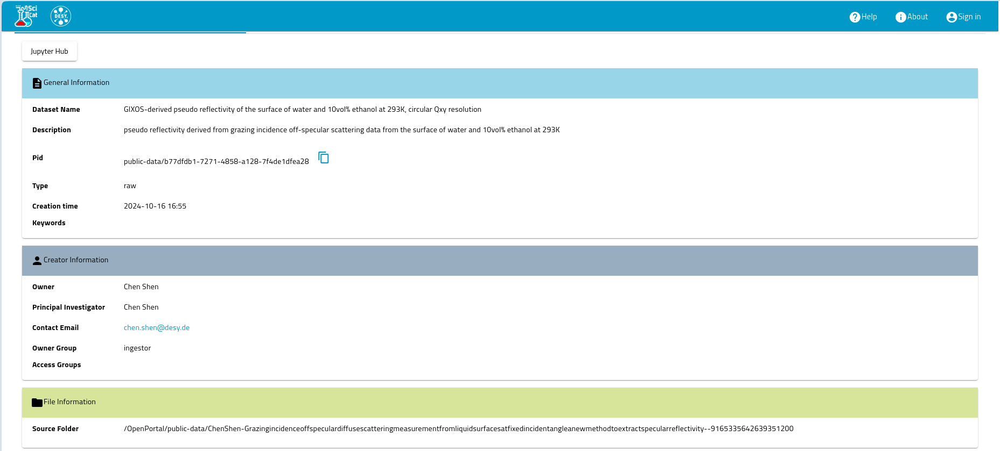 Sci
Cat
DESY.
Help
About
Sign in
Jupyter Hub
General Information
Dataset Name GIXOS-derived pseudo reflectivity of the surface of water and 10vol% ethanol at 293K, circular Qxy resolution
Description pseudo reflectivity derived from grazing incidence off-specular scattering data from the surface of water and 10vol% ethanol at 293K
Pid public-data/b77dfdb1-7271-4858-a128-7f4de1dfea28
Type raw
Creation time 2024-10-16 16:55
Keywords
Creator Information
Owner Chen Shen
Principal Investigator Chen Shen
Contact Email chen.shen@desy.de
Owner Group ingestor
Access Groups
File Information
Source Folder /OpenPortal/public-data/ChenShen-Grazingincidenceoffspeculardiffusescatteringmeasurementfromliquidsurfacesatfixedincidentangleanewmethodtoextractspecularreflectivity--9165335642639351200